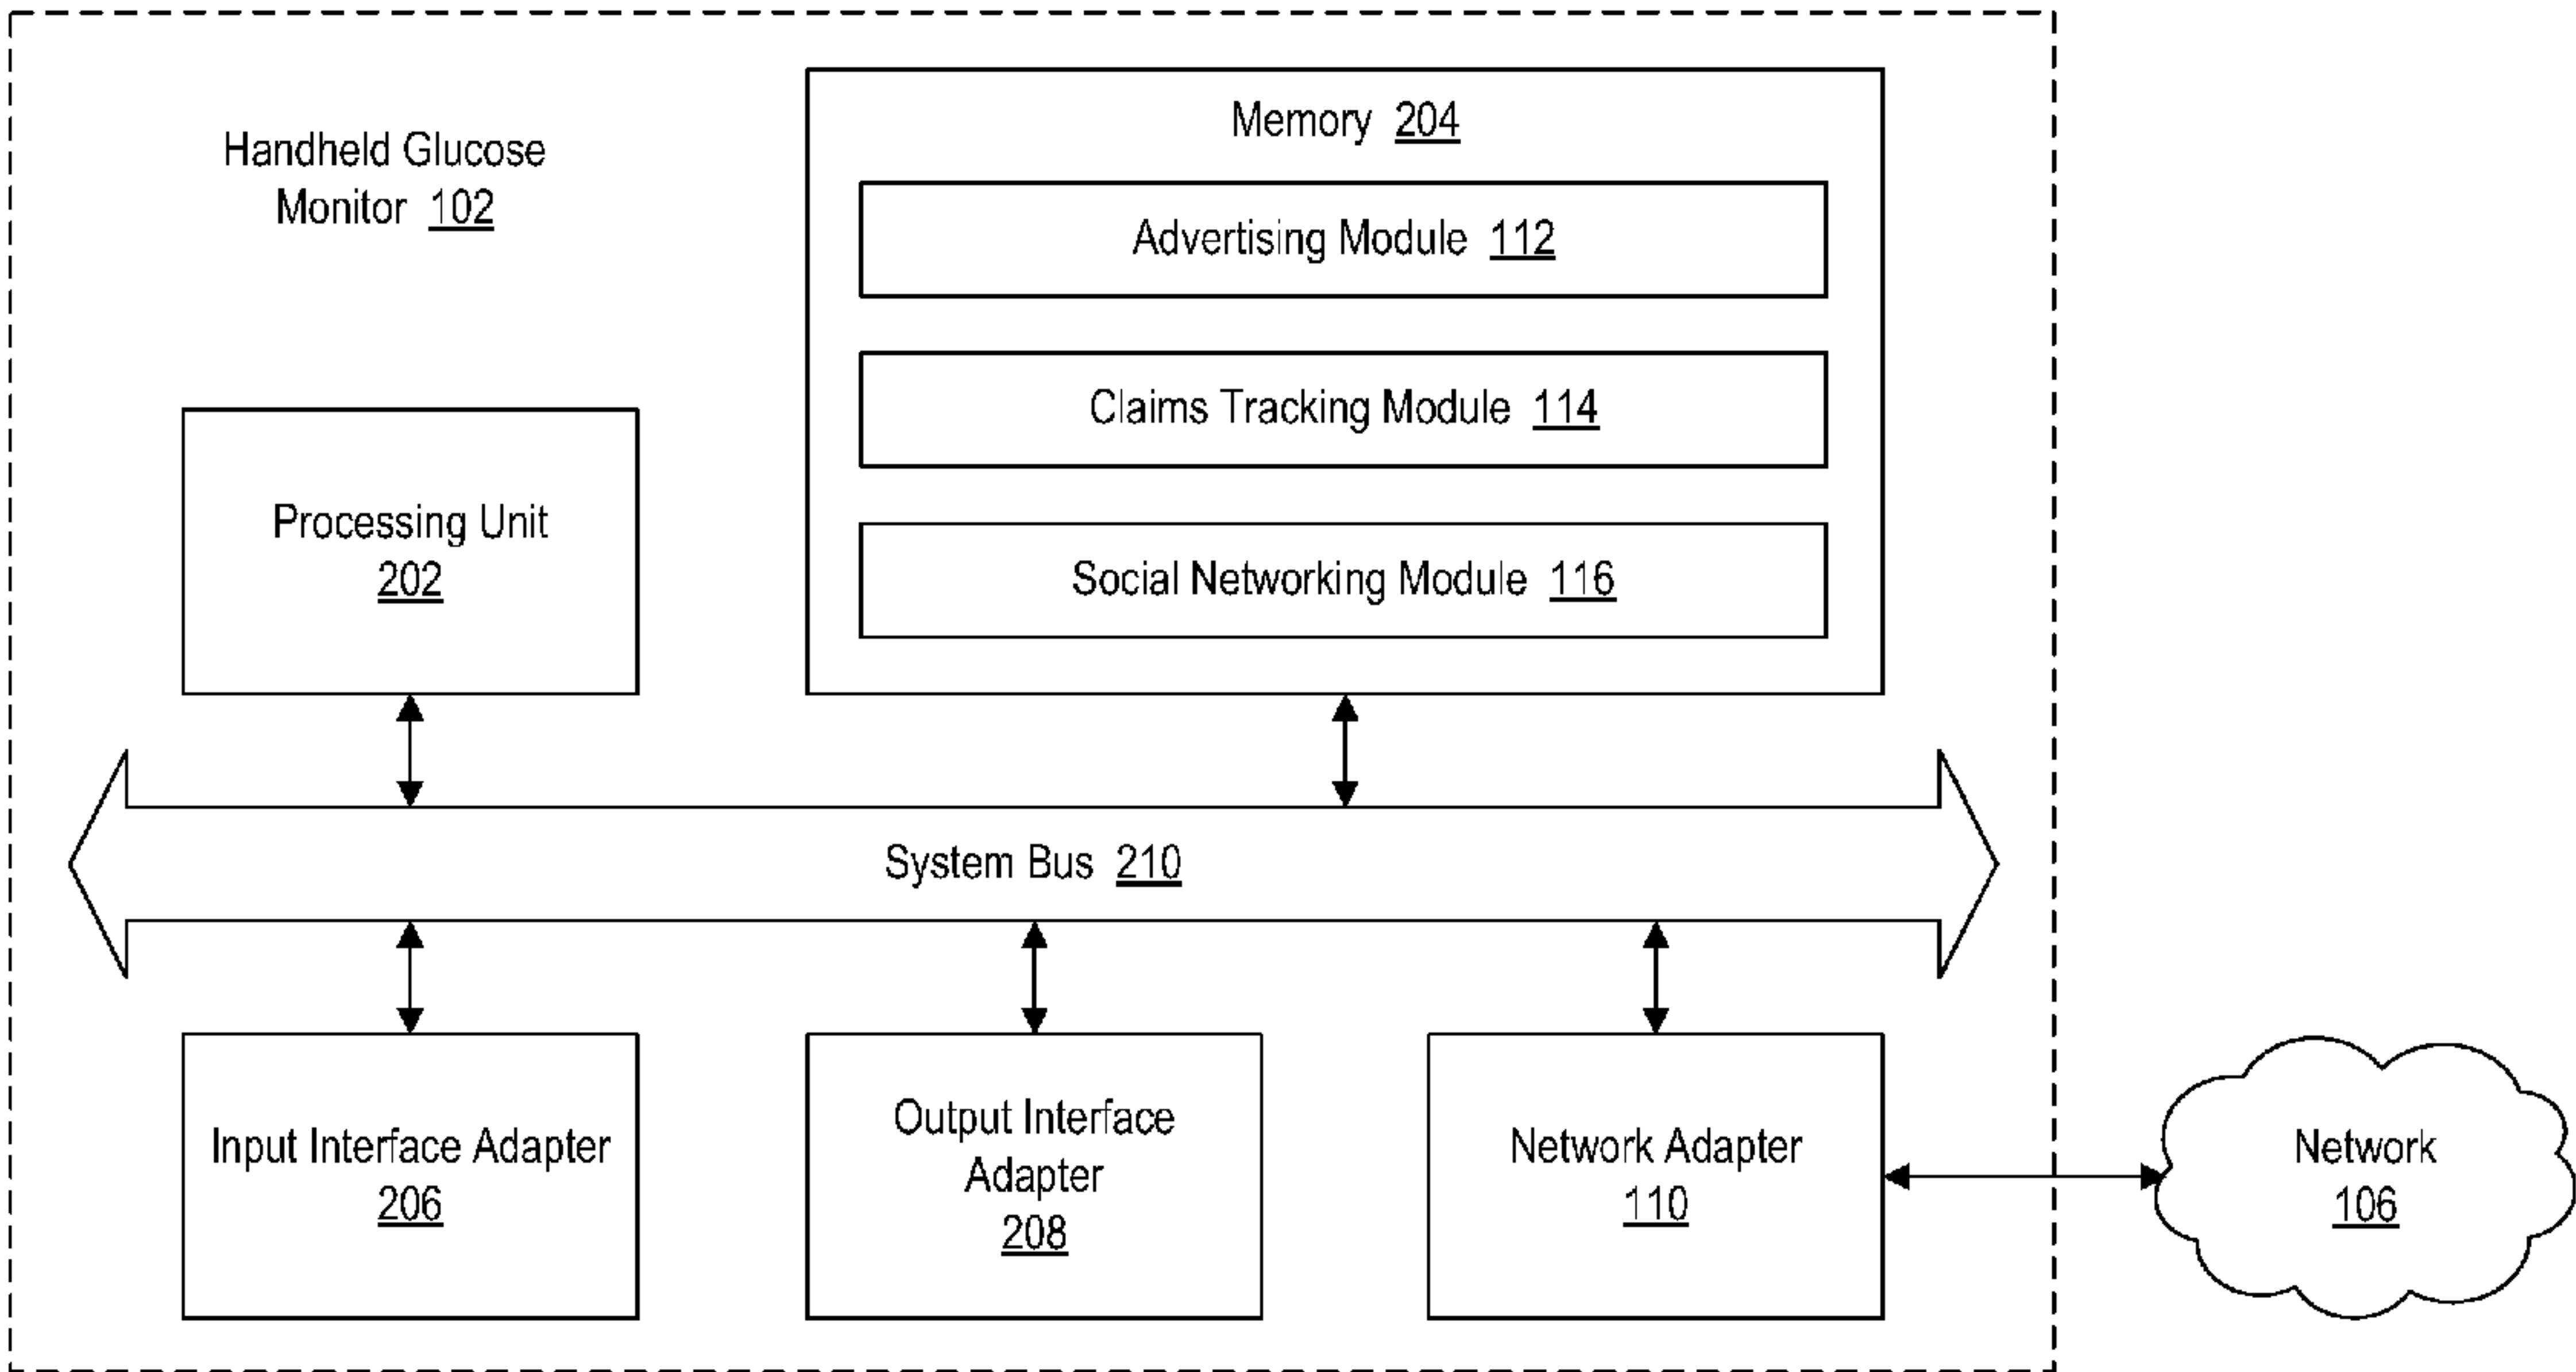 Handheld Glucose
Monitor 102
Memory 204
Advertising Module 112
Claims Tracking Module 114
Social Networking Module 116
Processing Unit
202
System Bus 210
Input Interface Adapter
206
Output Interface
Adapter
208
Network Adapter
110
Network
106